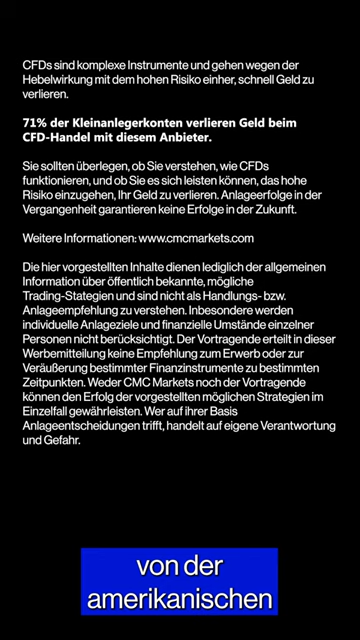 CFDs sind komplexe Instrumente und gehen wegen der
Hebelwirkung mit dem hohen Risiko einher, schnell Geld zu
verlieren.
71% der Kleinanlegerkonten verlieren Geld beim
CFD-Handel mit diesem Anbieter.
Sie sollten überlegen, ob Sie verstehen, wie CFDs
funktionieren, und ob Sie es sich leisten können, das hohe
Risiko einzugehen, Ihr Geld zu verlieren. Anlageerfolge in der
Vergangenheit garantieren keine Erfolge in der Zukunft.
Weitere Informationen: www.cmcmarkets.com
Die hier vorgestellten Inhalte dienen lediglich der allgemeinen
Information über öffentlich bekannte, mögliche
Trading-Stategien und sind nicht als Handlungs- bzw.
Anlageempfehlung zu verstehen. Inbesondere werden
individuelle Anlageziele und finanzielle Umstände einzelner
Personen nicht berücksichtigt. Der Vortragende erteilt in dieser
Werbemitteilung keine Empfehlung zum Erwerb oder zur
Veräußerung bestimmter Finanzinstrumente zu bestimmten
Zeitpunkten. Weder CMC Markets noch der Vortragende
können den Erfolg der vorgestellten möglichen Strategien im
Einzelfall gewährleisten. Wer auf ihrer Basis
Anlageentscheidungen trifft, handelt auf eigene Verantwortung
und Gefahr.
von der
amerikanischen